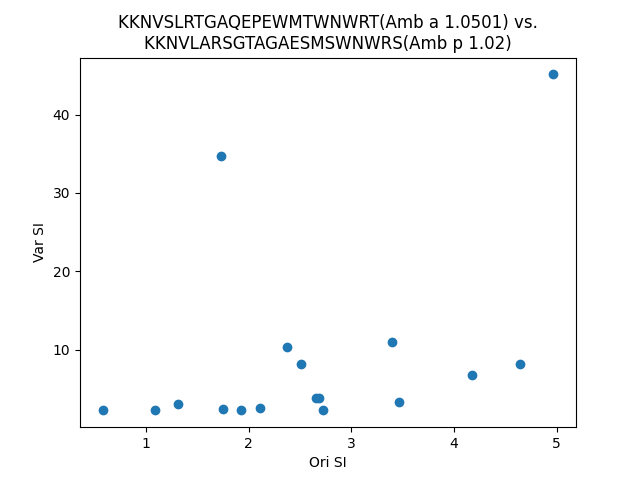 KKNVSLRTGAQEPEWMTWNWRT(Amb a 1.0501) vs.
KKNVLARSGTAGAESMSWNWRS(Amb p 1.02)
40
30
20
10
Var SI
1 2 3 4 5
Ori SI